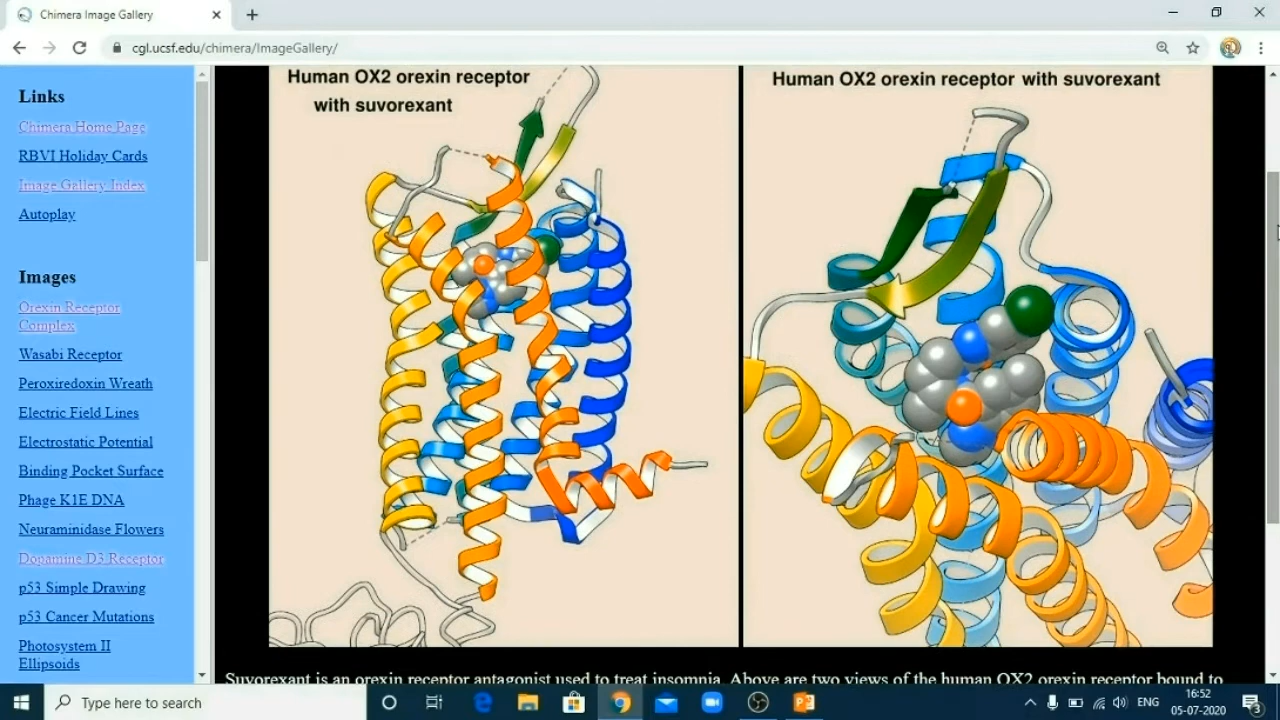 Chimera Image Gallery
cgl.ucsf.edu/chimera/ImageGallery/
Links
Chimera Home Page
RBVI Holiday Cards
Image Gallery Index
Autoplay
Images
Orexin Receptor
Complex
Wasabi Receptor
Peroxiredoxin Wreath
Electric Field Lines
Electrostatic Potential
Binding Pocket Surface
Phage K1E DNA
Neuraminidase Flowers
Dopamine D3 Receptor
p53 Simple Drawing
p53 Cancer Mutations
Photosystem II
Ellipsoids
Human OX2 orexin receptor
with suvorexant
Human OX2 orexin receptor with suvorexant
Suvorexant is an orexin receptor antagonist used to treat insomnia. Above are two views of the human OX2 orexin receptor bound to
Type here to search
ENG
16:52
05-07-2020
3